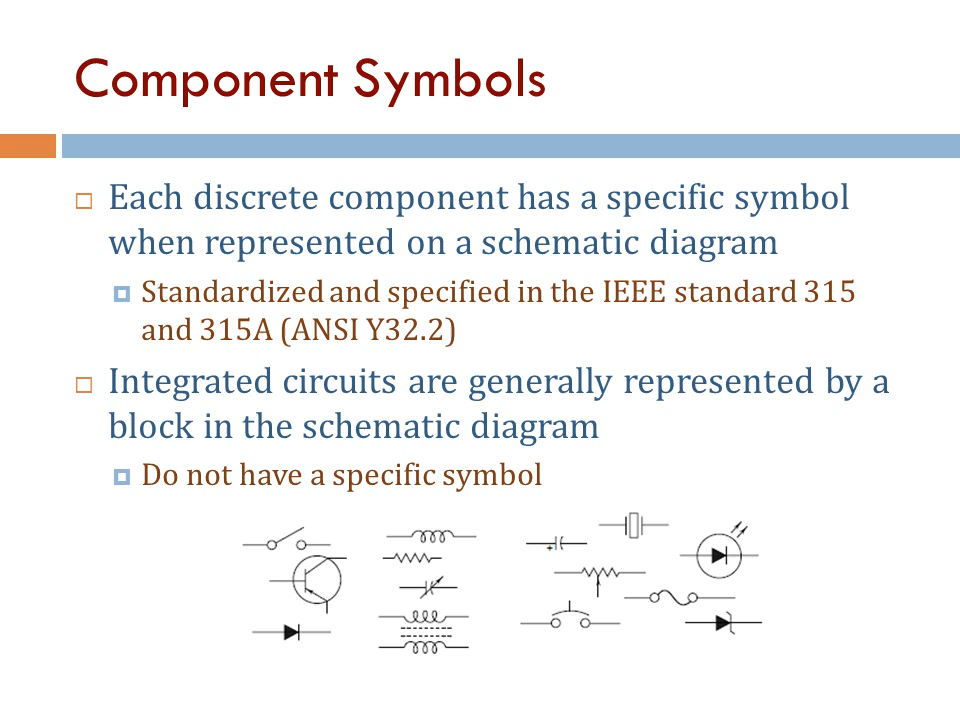 Component Symbols
Each discrete component has a specific symbol
when represented on a schematic diagram
Standardized and specified in the IEEE standard 315
and 315A (ANSI Y32.2)
Integrated circuits are generally represented by a
block in the schematic diagram
Do not have a specific symbol
+